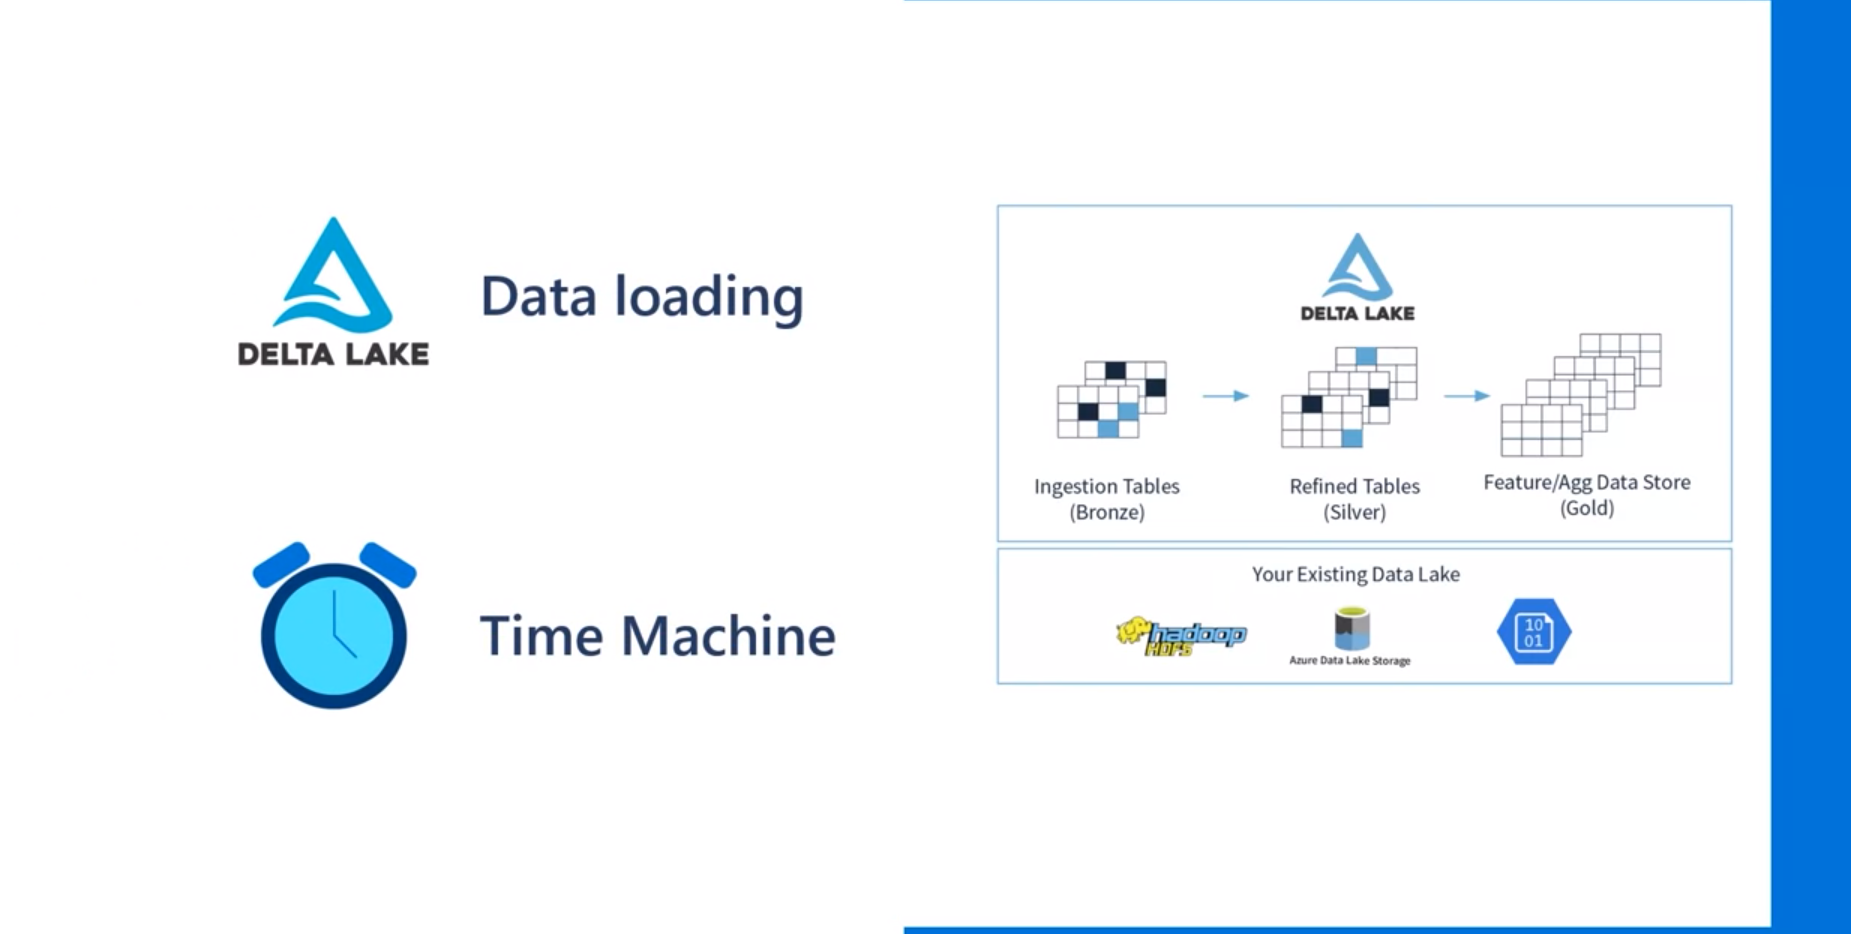 DELTA LAKE
Data loading
Time Machine
DELTA LAKE
Ingestion Tables
(Bronze)
Refined Tables
(Silver)
Feature/Agg Data Store
(Gold)
Your Existing Data Lake
hadoop
HDFS
Azure Data Lake Storage
10
01